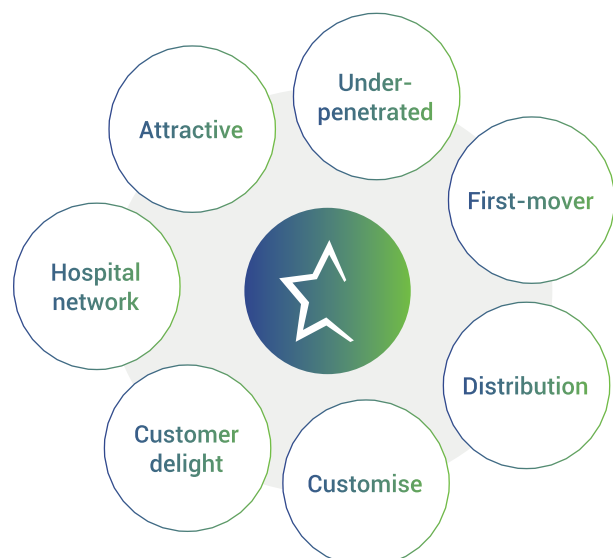 Under-
penetrated
Attractive
First-mover
Hospital
network
Distribution
Customer
delight
Customise